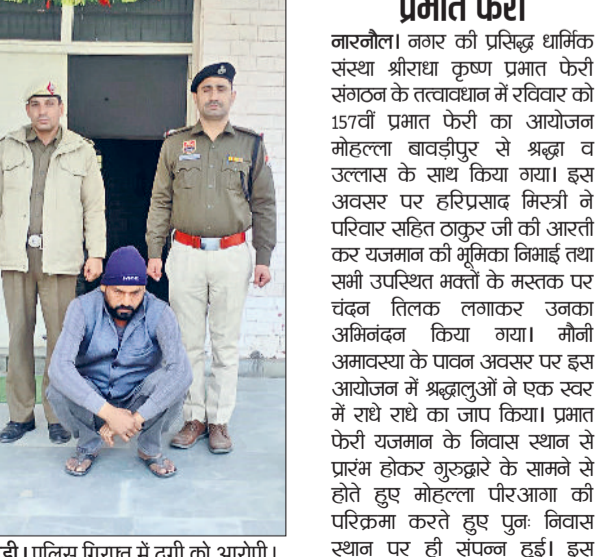 प्रभात फेरी
नारनौल। नगर की प्रसिद्ध धार्मिक
संस्था श्रीराधा कृष्ण प्रभात फेरी
संगठन के तत्वावधान में रविवार को
157वीं प्रभात फेरी का आयोजन
मोहल्ला बावड़ीपुर से श्रद्धा व
उल्लास के साथ किया गया। इस
अवसर पर हरिप्रसाद मिस्त्री ने
परिवार सहित ठाकुर जी की आरती
कर यजमान की भूमिका निभाई तथा
सभी उपस्थित भक्तों के मस्तक पर
चंदन तिलक लगाकर उनका
अभिनंदन किया गया। मौनी
अमावस्या के पावन अवसर पर इस
आयोजन में श्रद्धालुओं ने एक स्वर
में राधे राधे का जाप किया। प्रभात
फेरी यजमान के निवास स्थान से
प्रारंभ होकर गुरुद्वारे के सामने से
होते हुए मोहल्ला पीरआगा की
परिक्रमा करते हुए पुनः निवास
स्थान पर ही संपन्न हुई। इस
पुलिस गिरफ्त में ठगी को आरोपी।